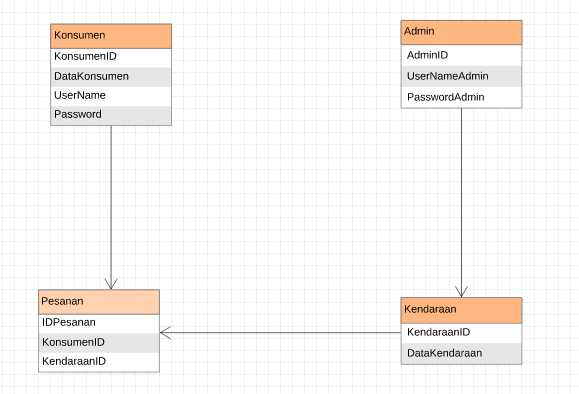 Konsumen
KonsumenID
DataKonsumen
UserName
Password
Admin
AdminID
UserNameAdmin
PasswordAdmin
Pesanan
IDPesanan
KonsumenID
KendaraanID
Kendaraan
KendaraanID
DataKendaraan